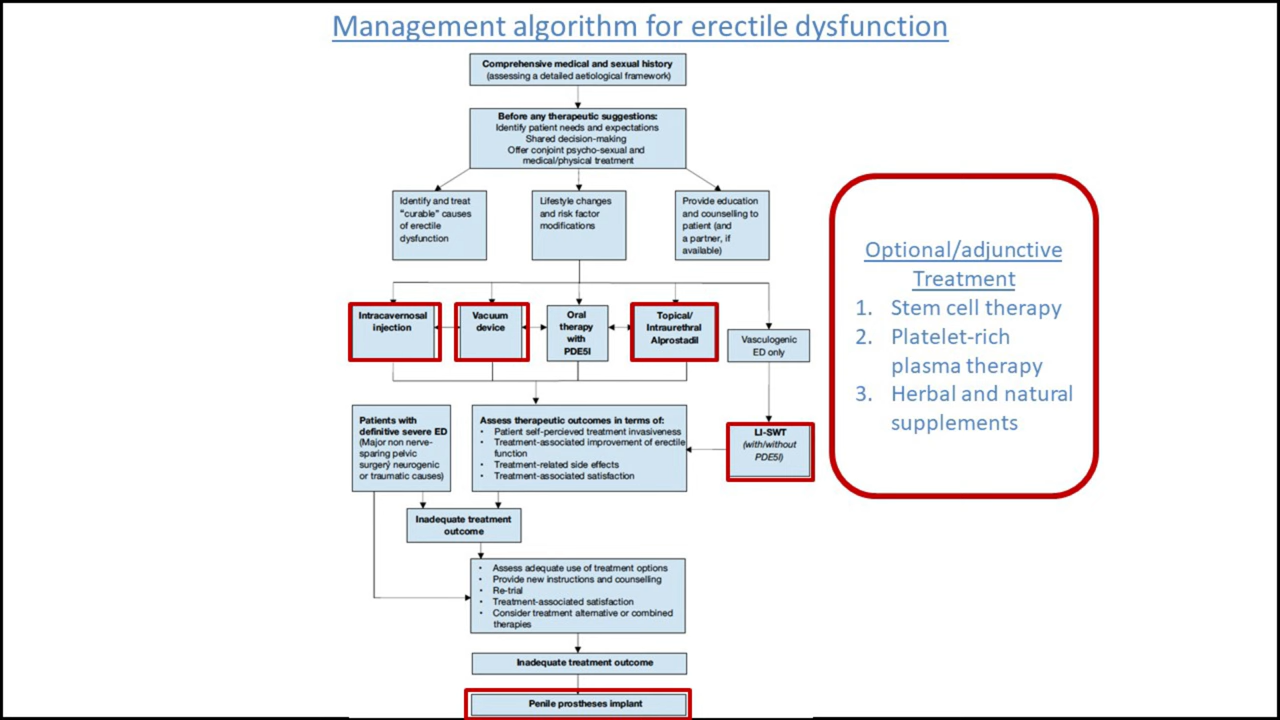 Management algorithm for erectile dysfunction
Comprehensive medical and sexual history
(assessing a detailed aetiological framework)
Before any therapeutic suggestions:
Identify patient needs and expectations
Shared decision-making
Offer conjoint psycho-sexual and
medical/physical treatment
Identify and treat
“curable” causes
of erectile
dysfunction
Lifestyle changes
and risk factor
modifications
Provide education
and counselling to
patient (and
a partner, if
available)
Intracavernosal
injection
Vacuum
device
Oral
therapy
with
PDE5I
Topical/
Intraurethral
Alprostadil
Vasculogenic
ED only
Patients with
definitive severe ED
(Major non nerve-
sparing pelvic
surgery neurogenic
or traumatic causes)
Assess therapeutic outcomes in terms of:
• Patient self-percieved treatment invasiveness
• Treatment-associated improvement of erectile
function
• Treatment-related side effects
• Treatment-associated satisfaction
LI-SWT
(with/without
PDE5I)
Inadequate treatment
outcome
• Assess adequate use of treatment options
• Provide new instructions and counselling
• Re-trial
• Treatment-associated satisfaction
• Consider treatment alternative or combined
therapies
Inadequate treatment outcome
Penile prostheses implant
Optional/adjunctive
Treatment
1. Stem cell therapy
2. Platelet-rich
plasma therapy
3. Herbal and natural
supplements